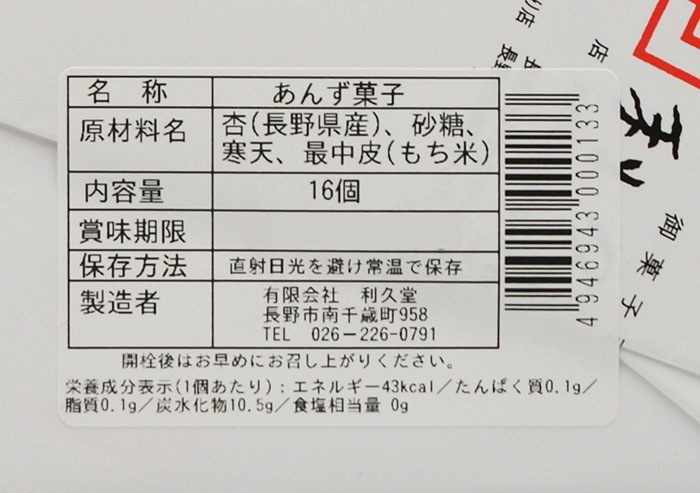 名称 あんず菓子
原材料名 杏(長野県産)、砂糖、
寒天、最中皮(もち米)
内容量 16個
賞味期限
保存方法 直射日光を避け常温で保存
製造者 有限会社 利久堂
長野市南千歳町958
TEL 026-226-0791
開栓後はお早めにお召し上がりください。
栄養成分表示(1個あたり):エネルギー43kcal/たんぱく質0.1g/
脂質0.1g/炭水化物10.5g/食塩相当量 0g
4946943000133
利
御菓子
店
店
長